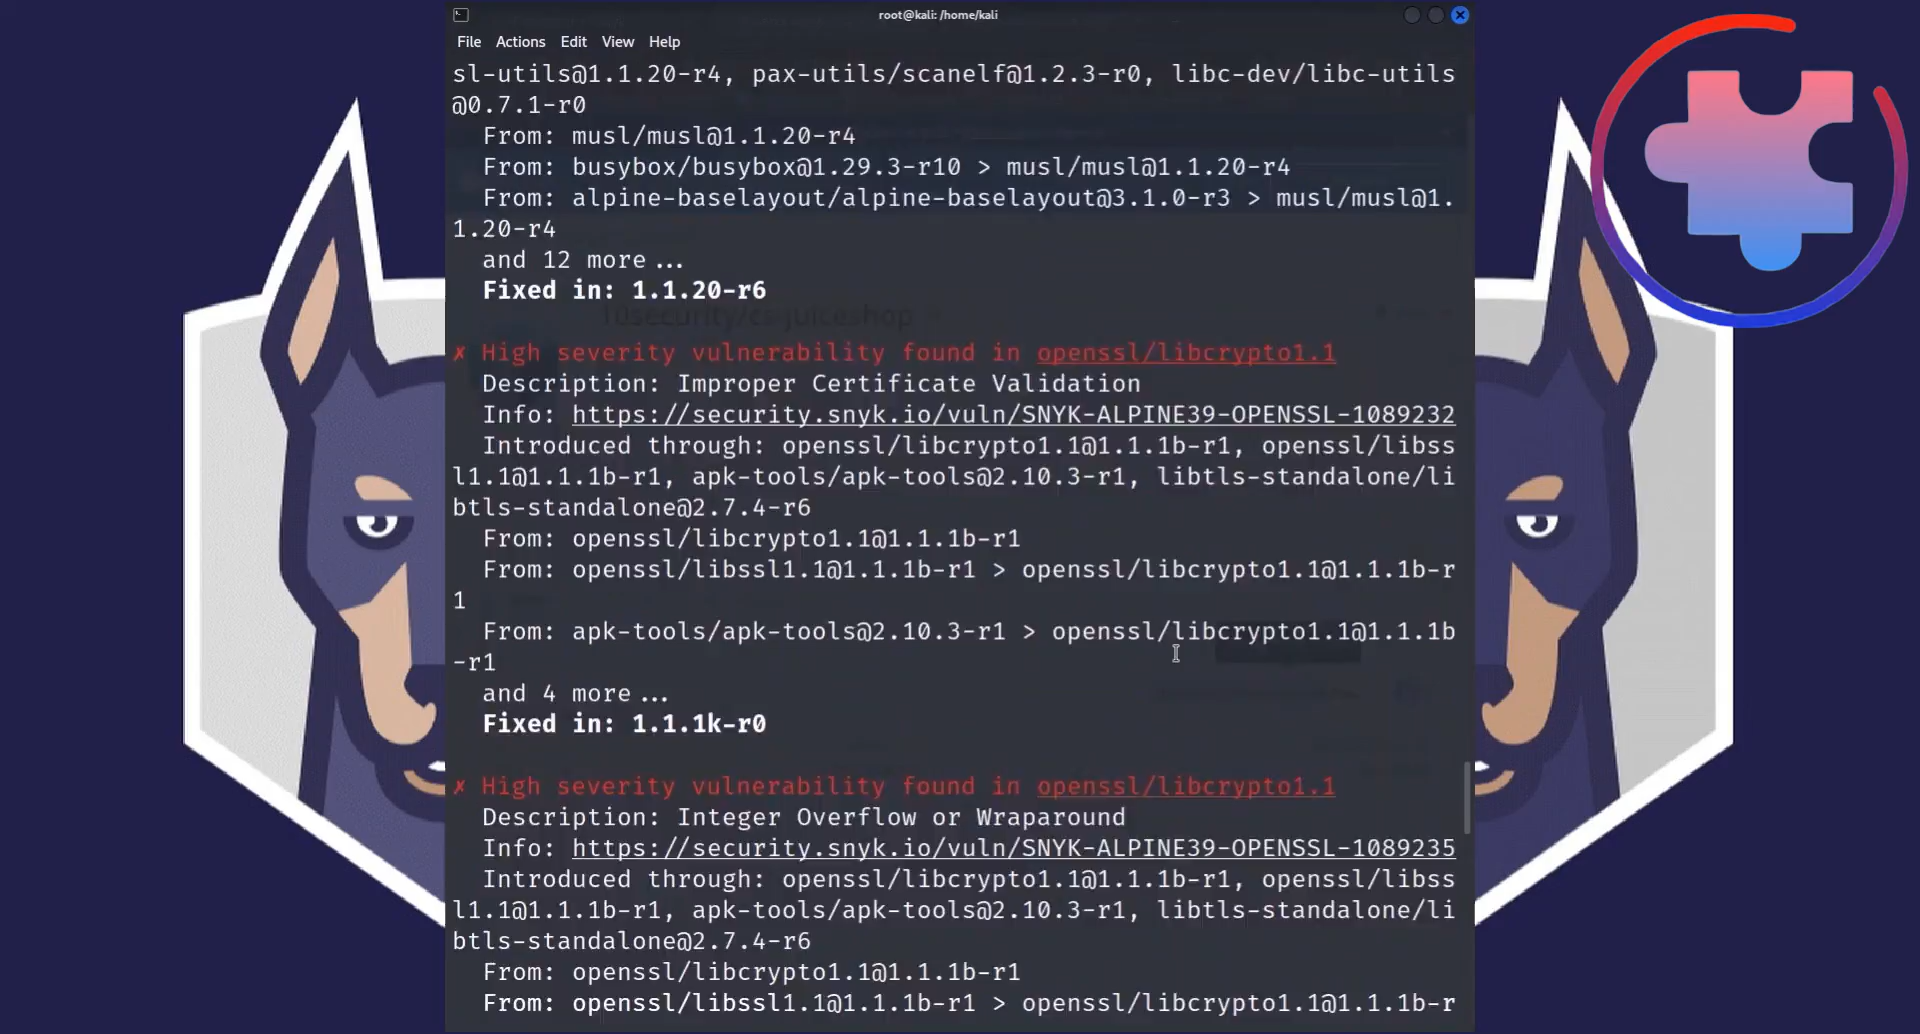 root@kali: /home/kali
File Actions Edit View Help
sl-utils@1.1.20-r4, pax-utils/scanelf@1.2.3-r0, libc-dev/libc-utils
@0.7.1-r0
From: musl/musl@1.1.20-r4
From: busybox/busybox@1.29.3-r10 > musl/musl@1.1.20-r4
From: alpine-baselayout/alpine-baselayout@3.1.0-r3 > musl/musl@1.
1.20-r4
and 12 more...
Fixed in: 1.1.20-r6
10security/cs-juiceshop
✗ High severity vulnerability found in openssl/libcrypto1.1
Description: Improper Certificate Validation
Info: https://security.snyk.io/vuln/SNYK-ALPINE39-OPENSSL-1089232
Introduced through: openssl/libcrypto1.1@1.1.1b-r1, openssl/libss
l1.1@1.1.1b-r1, apk-tools/apk-tools@2.10.3-r1, libtls-standalone/li
btls-standalone@2.7.4-r6
From: openssl/libcrypto1.1@1.1.1b-r1
From: openssl/libssl1.1@1.1.1b-r1 > openssl/libcrypto1.1@1.1.1b-r
1
From: apk-tools/apk-tools@2.10.3-r1 > openssl/libcrypto1.1@1.1.1b
-r1
and 4 more...
Fixed in: 1.1.1k-r0
✗ High severity vulnerability found in openssl/libcrypto1.1
Description: Integer Overflow or Wraparound
Info: https://security.snyk.io/vuln/SNYK-ALPINE39-OPENSSL-1089235
Introduced through: openssl/libcrypto1.1@1.1.1b-r1, openssl/libss
l1.1@1.1.1b-r1, apk-tools/apk-tools@2.10.3-r1, libtls-standalone/li
btls-standalone@2.7.4-r6
From: openssl/libcrypto1.1@1.1.1b-r1
From: openssl/libssl1.1@1.1.1b-r1 > openssl/libcrypto1.1@1.1.1b-r